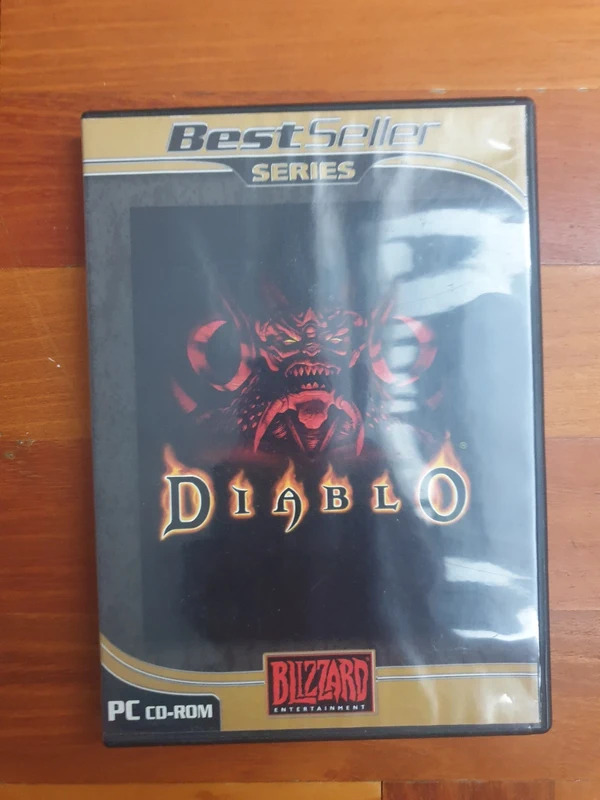 BestSeller
SERIES
DIABLO
®
BLIZZARD
ENTERTAINMENT
PC CD-ROM